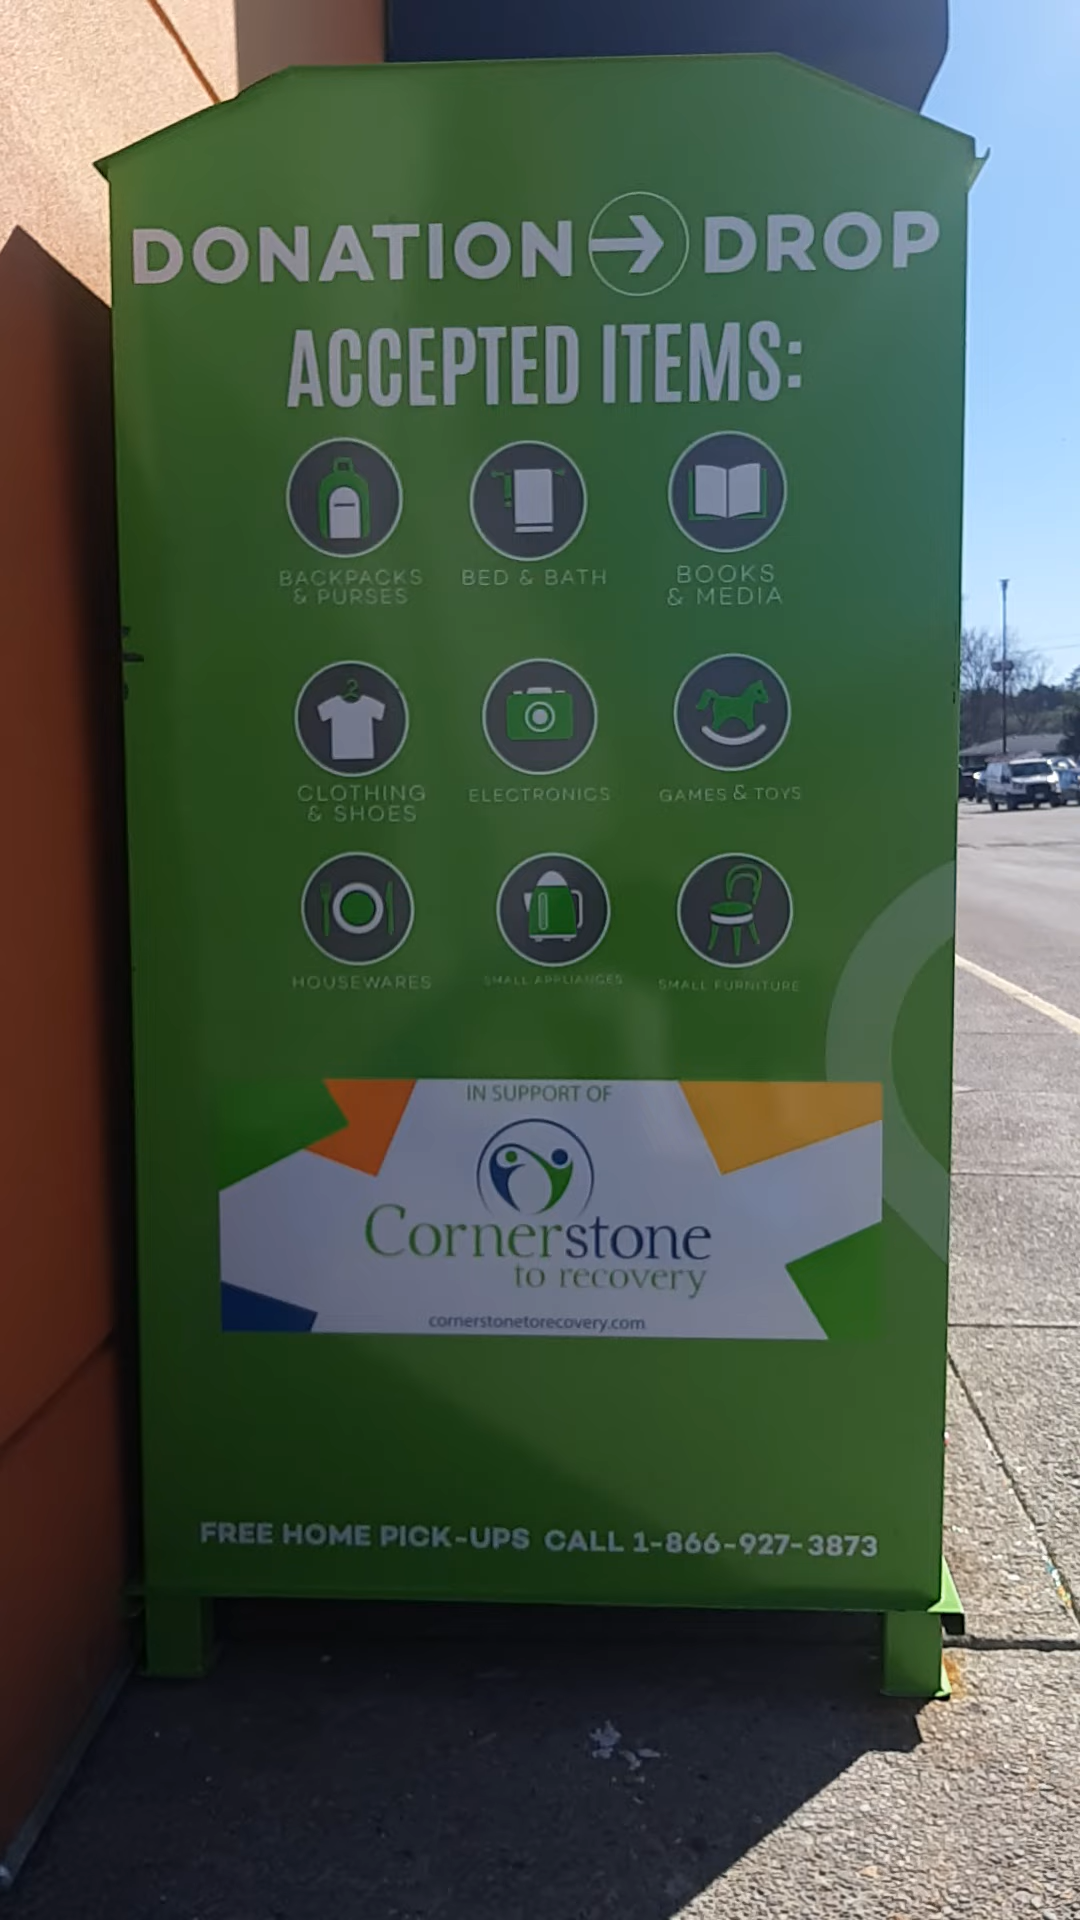 DONATION DROP
ACCEPTED ITEMS:
BACKPACKS
& PURSES
BED & BATH
BOOKS
& MEDIA
CLOTHING
& SHOES
ELECTRONICS
GAMES & TOYS
HOUSEWARES
SMALL APPLIANCES
SMALL FURNITURE
IN SUPPORT OF
Cornerstone
to recovery
cornerstonetorecovery.com
FREE HOME PICK-UPS CALL 1-866-927-3873